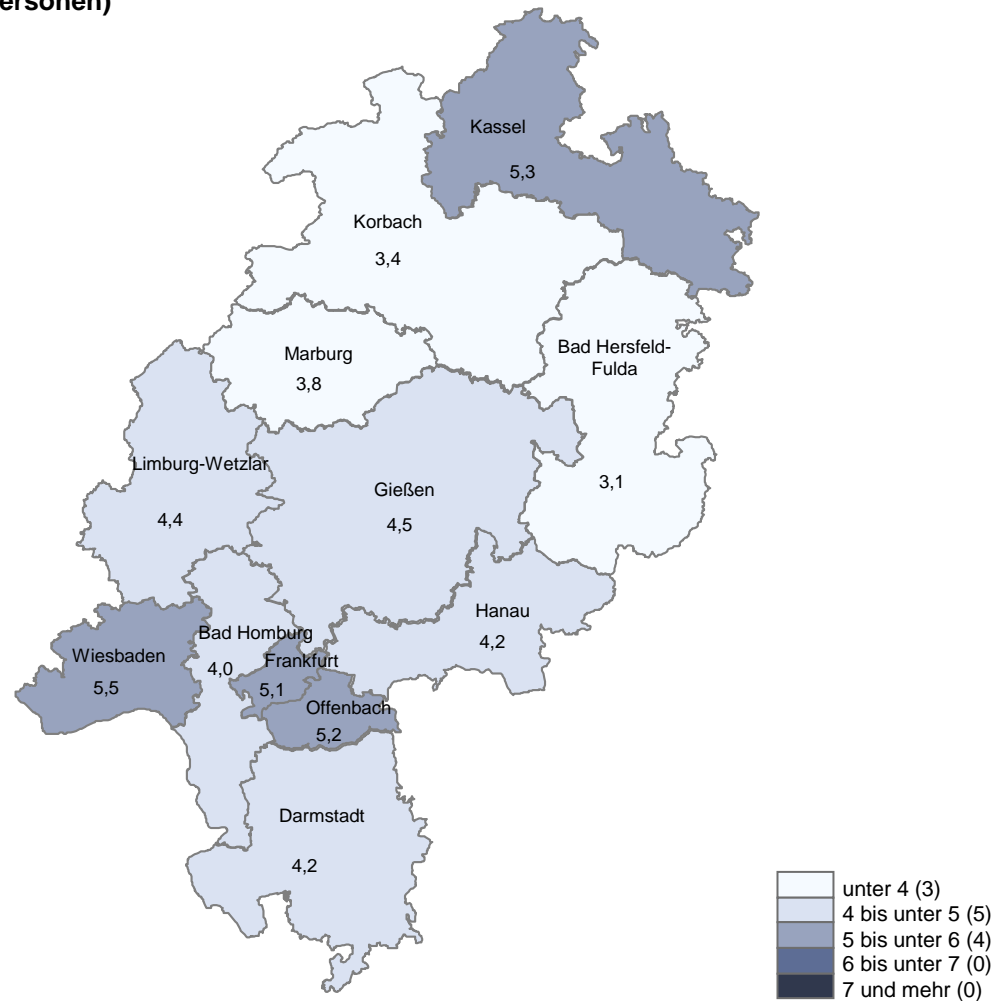 ersonen)
Kassel
5,3
Korbach
3,4
Marburg
3,8
Bad Hersfeld-
Fulda
3,1
Limburg-Wetzlar
4,4
Gießen
4,5
Hanau
4,2
Bad Homburg
4,0
Wiesbaden
5,5
Frankfurt
5,1
Offenbach
5,2
Darmstadt
4,2
unter 4 (3)
4 bis unter 5 (5)
5 bis unter 6 (4)
6 bis unter 7 (0)
7 und mehr (0)